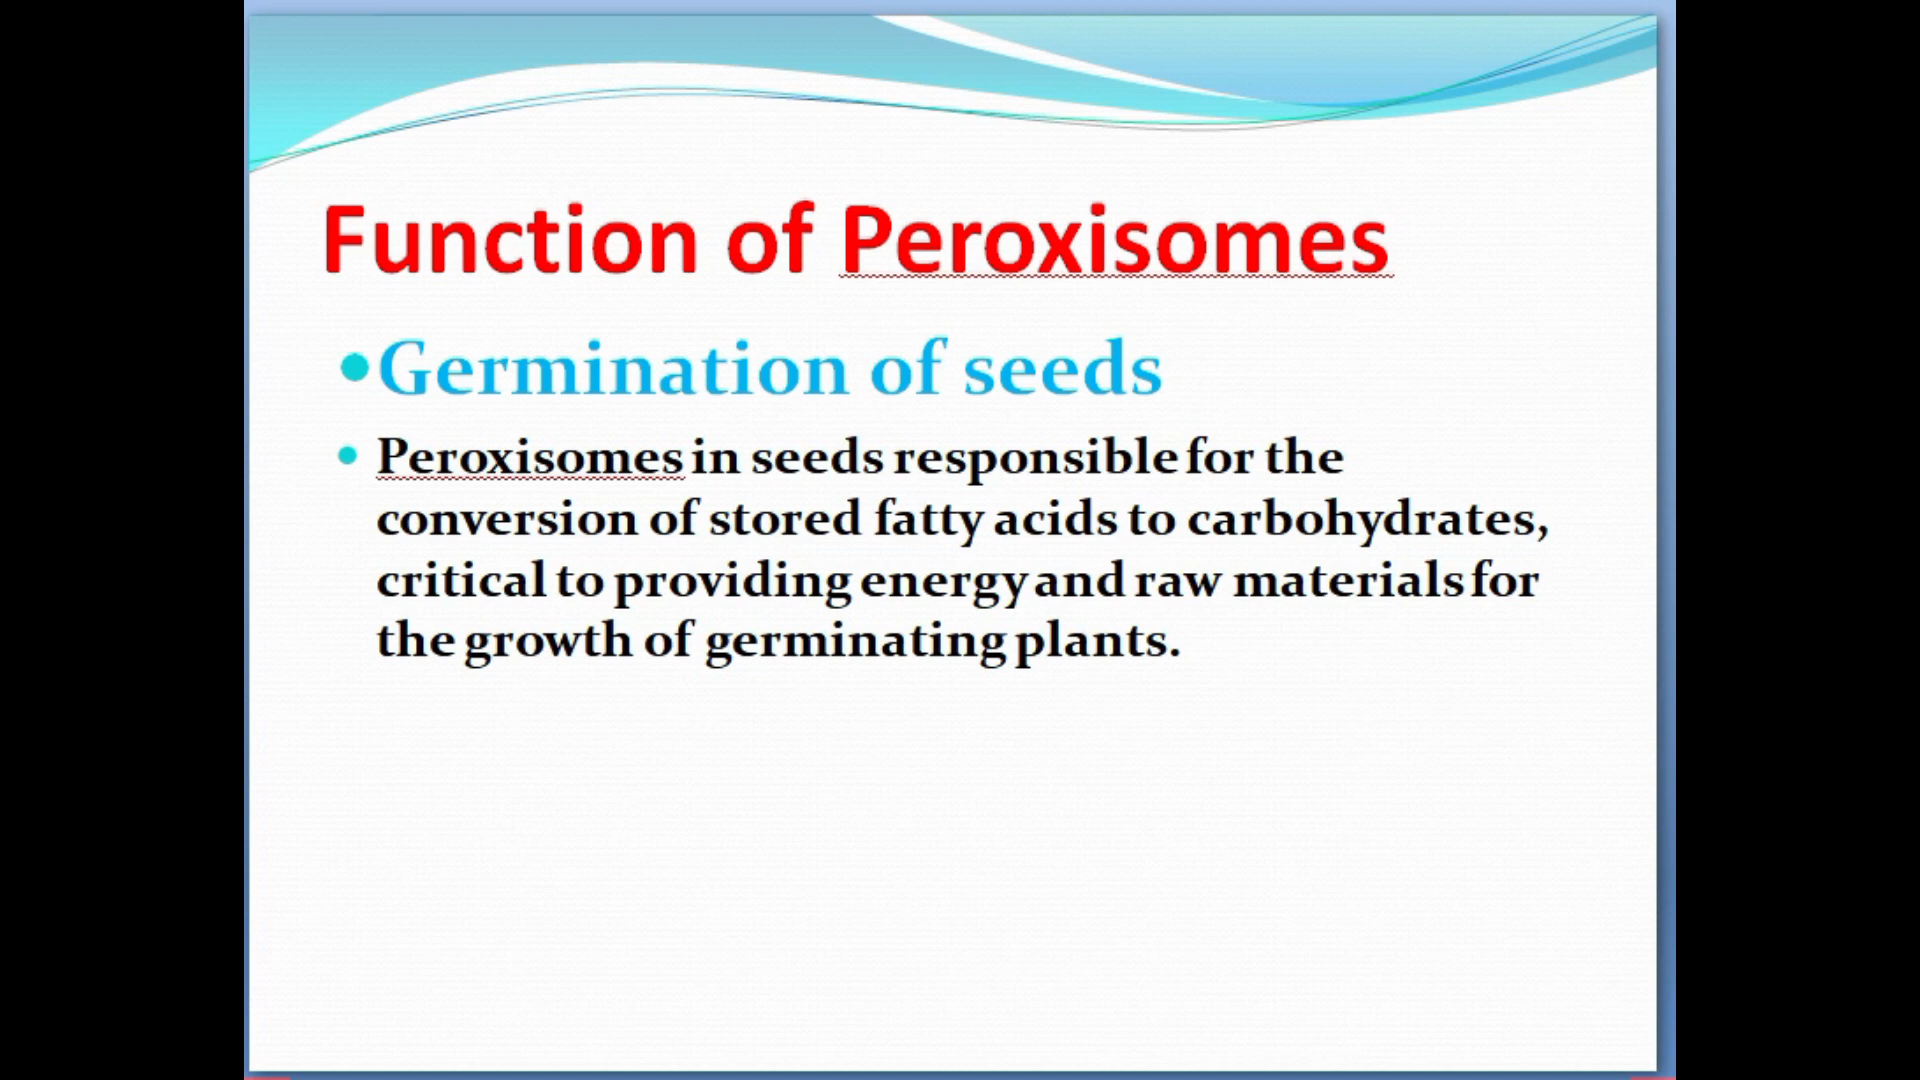 Function of Peroxisomes
•Germination of seeds
• Peroxisomes in seeds responsible for the
conversion of stored fatty acids to carbohydrates,
critical to providing energy and raw materials for
the growth of germinating plants.